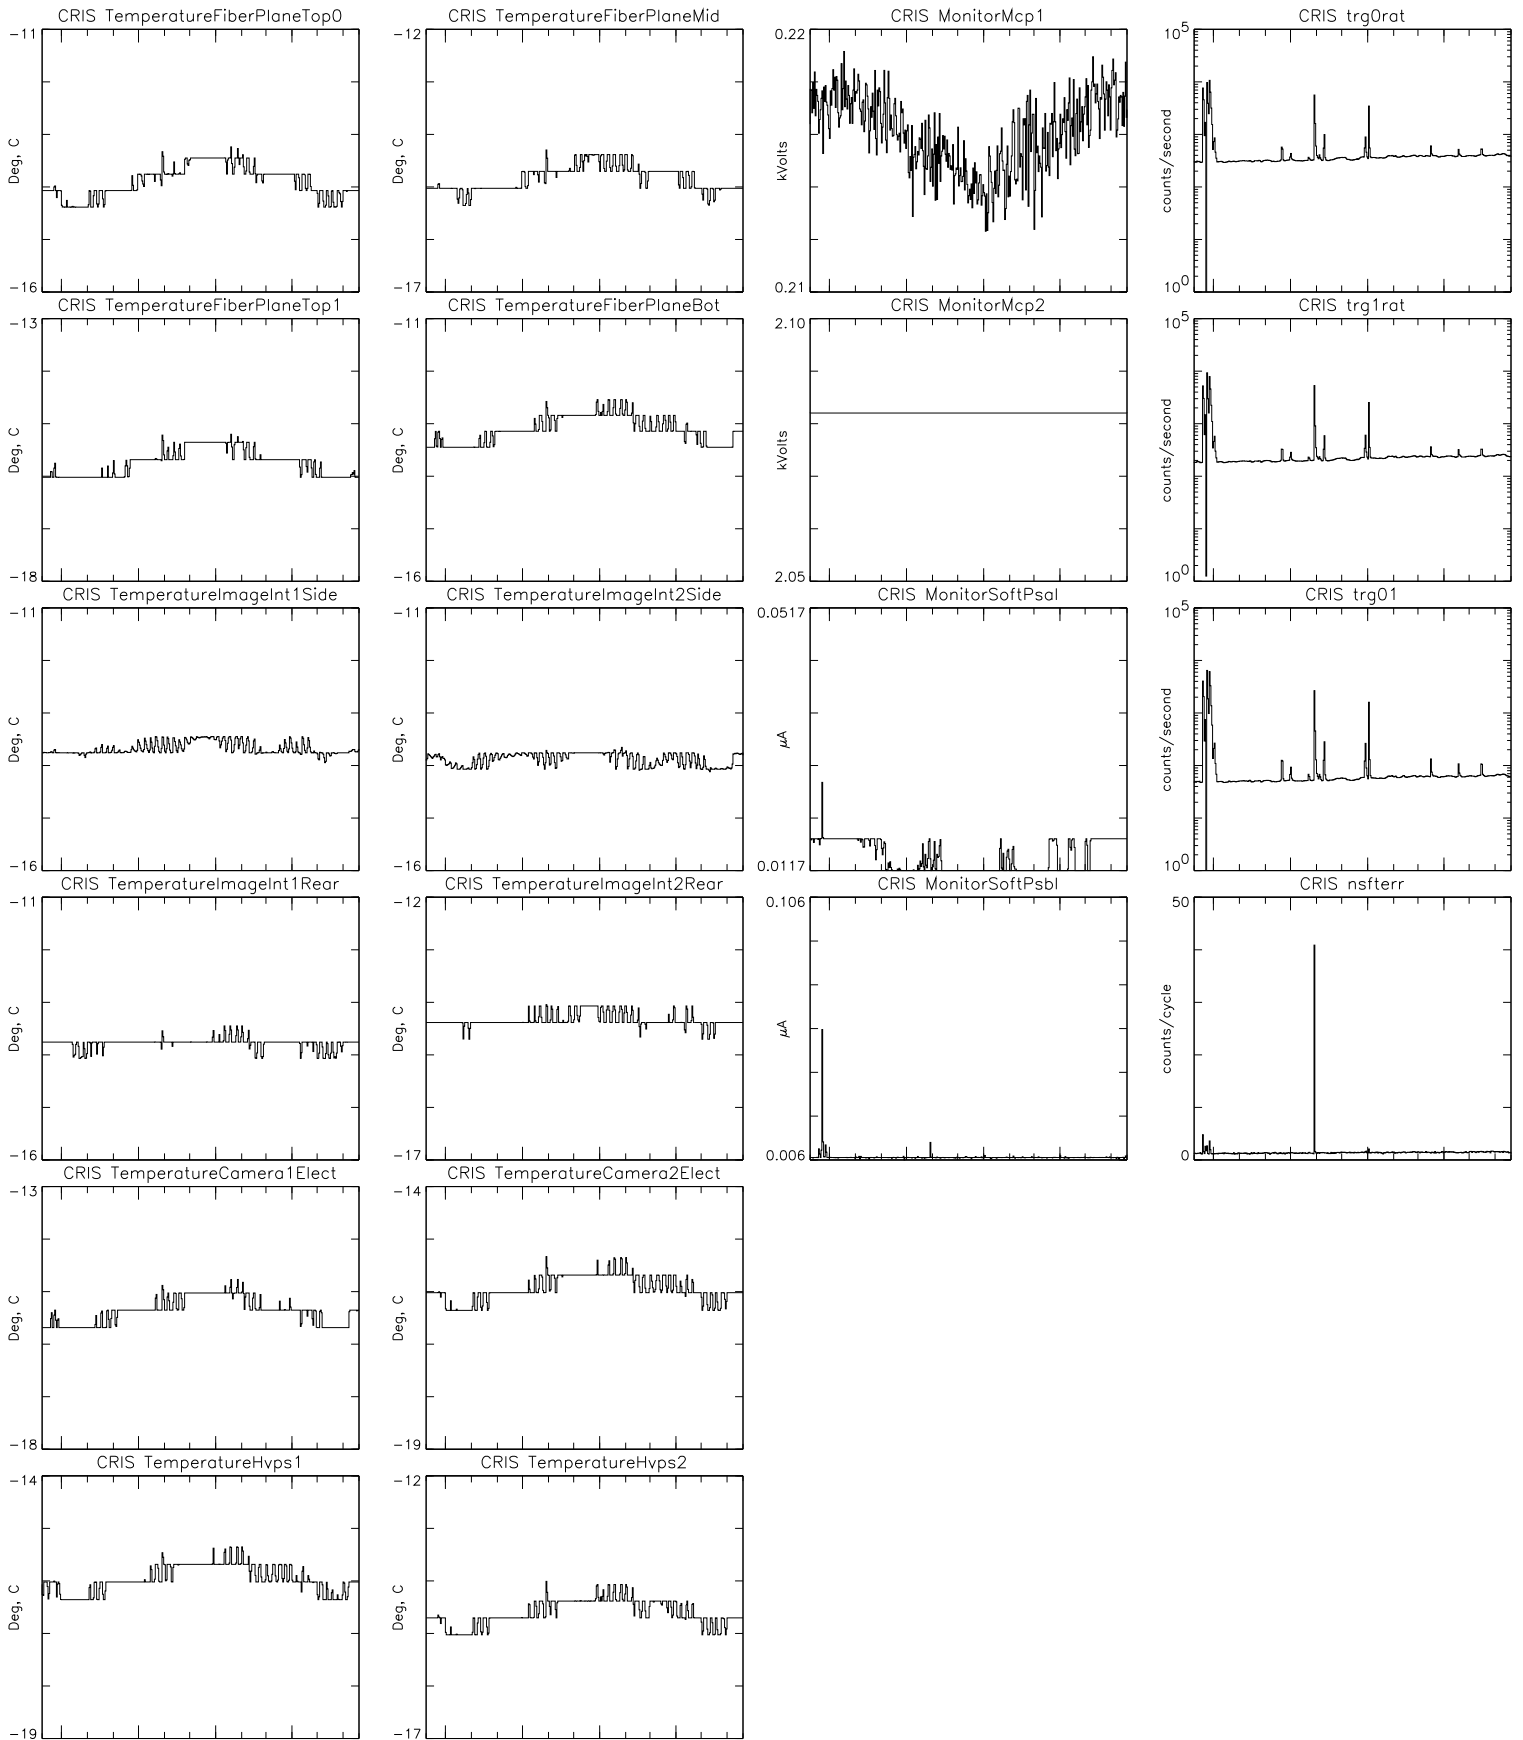 CRIS TemperatureFiberPlaneTop0
-11
Deg, C
-16
CRIS TemperatureFiberPlaneMid
-12
Deg, C
-17
CRIS MonitorMcp1
0.22
kVolts
0.21
CRIS trg0rat
10^5
counts/second
10^0
CRIS TemperatureFiberPlaneTop1
-13
Deg, C
-18
CRIS TemperatureFiberPlaneBot
-11
Deg, C
-16
CRIS MonitorMcp2
2.10
kVolts
2.05
CRIS trg1rat
10^5
counts/second
10^0
CRIS TemperatureImageInt1Side
-11
Deg, C
-16
CRIS TemperatureImageInt2Side
-11
Deg, C
-16
CRIS MonitorSoftPsaI
0.0517
μA
0.0117
CRIS trg01
10^5
counts/second
10^0
CRIS TemperatureImageInt1Rear
-11
Deg, C
-16
CRIS TemperatureImageInt2Rear
-12
Deg, C
-17
CRIS MonitorSoftPsbI
0.106
μA
0.006
CRIS nsfterr
50
counts/cycle
0
CRIS TemperatureCamera1Elect
-13
Deg, C
-18
CRIS TemperatureCamera2Elect
-14
Deg, C
-19
CRIS TemperatureHvps1
-14
Deg, C
-19
CRIS TemperatureHvps2
-12
Deg, C
-17